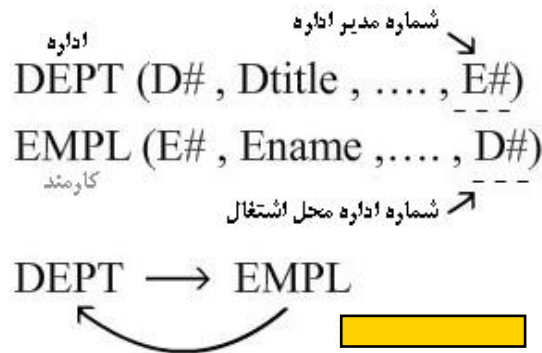 شماره مدیر اداره
اداره
DEPT (D# , Dtitle , .... , E#)
EMPL (E# , Ename ,.... , D#)
کارمند
شماره اداره محل اشتغال
DEPT → EMPL